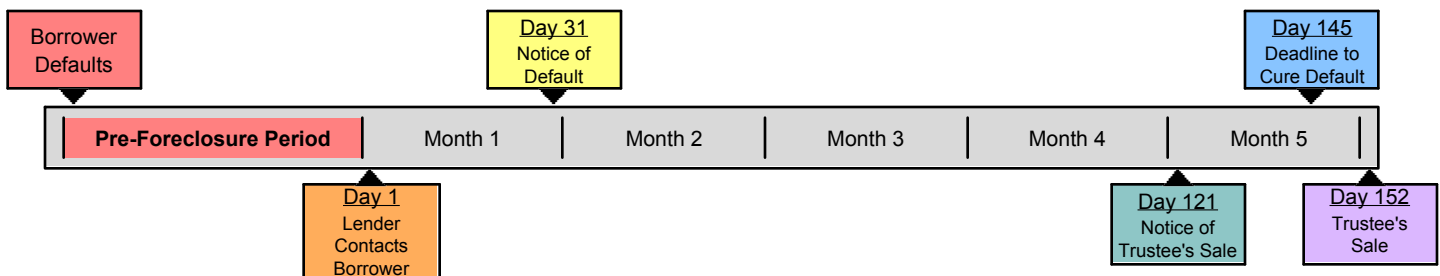 Borrower
Defaults
Day 31
Notice of
Default
Day 145
Deadline to
Cure Default
Pre-Foreclosure Period
Month 1
Month 2
Month 3
Month 4
Month 5
Day 1
Lender
Contacts
Borrower
Day 121
Notice of
Trustee's Sale
Day 152
Trustee's
Sale